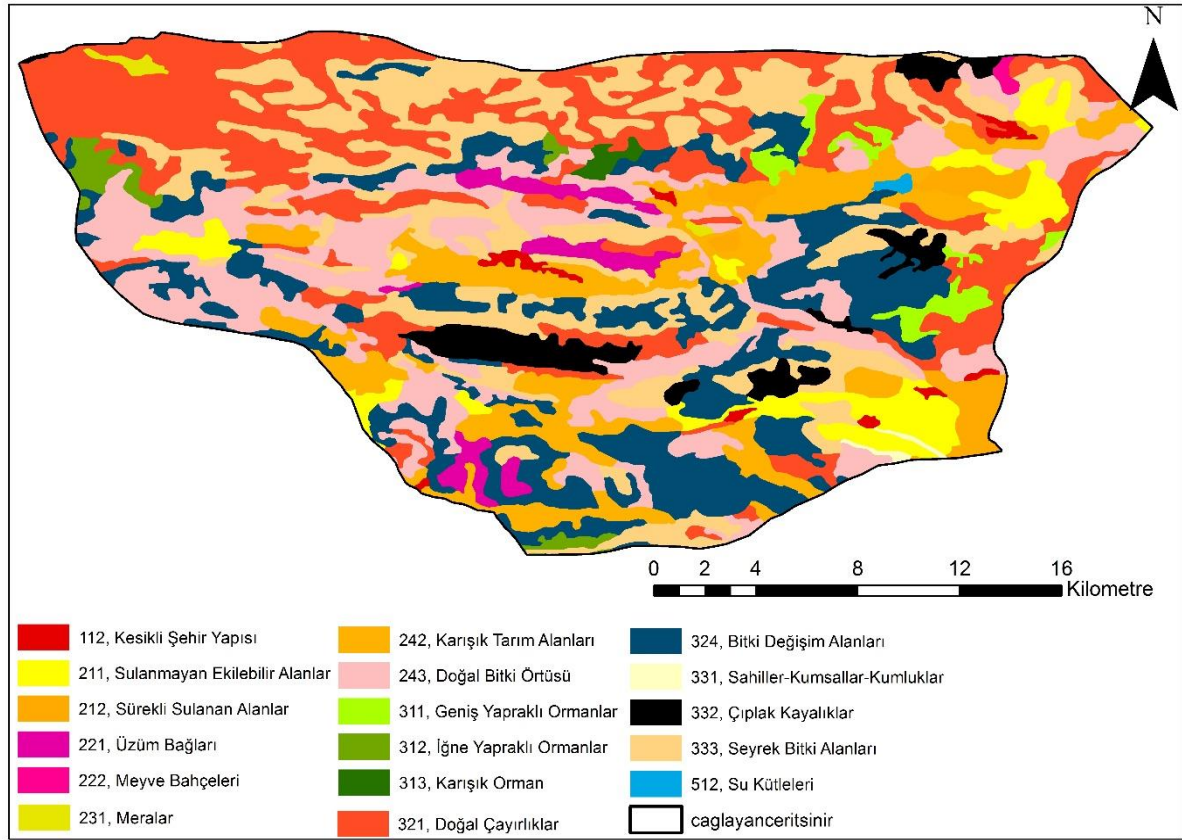 N
0 2 4 8 12 16
Kilometre
112, Kesikli Şehir Yapısı
211, Sulanmayan Ekilebilir Alanlar
212, Sürekli Sulanan Alanlar
221, Üzüm Bağları
222, Meyve Bahçeleri
231, Meralar
242, Karışık Tarım Alanları
243, Doğal Bitki Örtüsü
311, Geniş Yapraklı Ormanlar
312, İğne Yapraklı Ormanlar
313, Karışık Orman
321, Doğal Çayırlıklar
324, Bitki Değişim Alanları
331, Sahiller-Kumsallar-Kumluklar
332, Çıplak Kayalıklar
333, Seyrek Bitki Alanları
512, Su Kütleleri
caglayanceritsinir